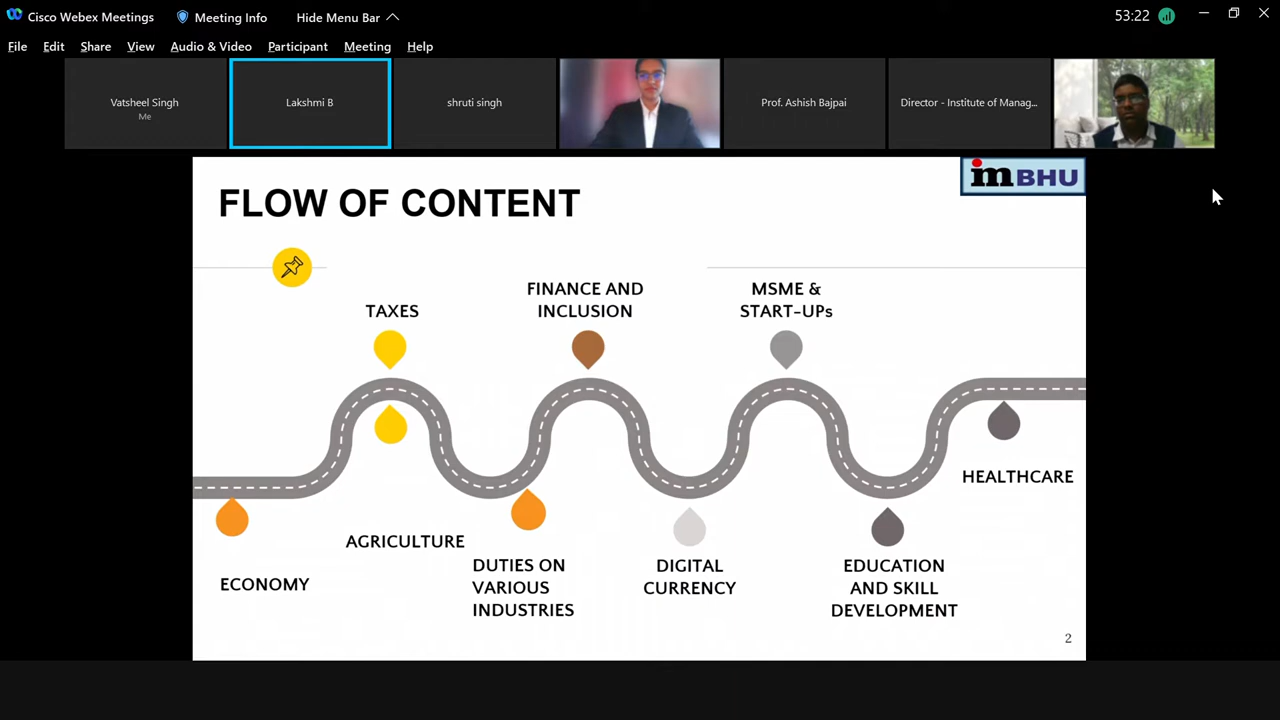 Cisco Webex Meetings
Meeting Info
Hide Menu Bar
53:22
File Edit Share View Audio & Video Participant Meeting Help
Vatsheel Singh
Me
Lakshmi B
shruti singh
Prof. Ashish Bajpai
Director - Institute of Manag...
FLOW OF CONTENT
imBHU
TAXES
FINANCE AND
INCLUSION
MSME &
START-UPs
ECONOMY
AGRICULTURE
DUTIES ON
VARIOUS
INDUSTRIES
DIGITAL
CURRENCY
EDUCATION
AND SKILL
DEVELOPMENT
HEALTHCARE
2